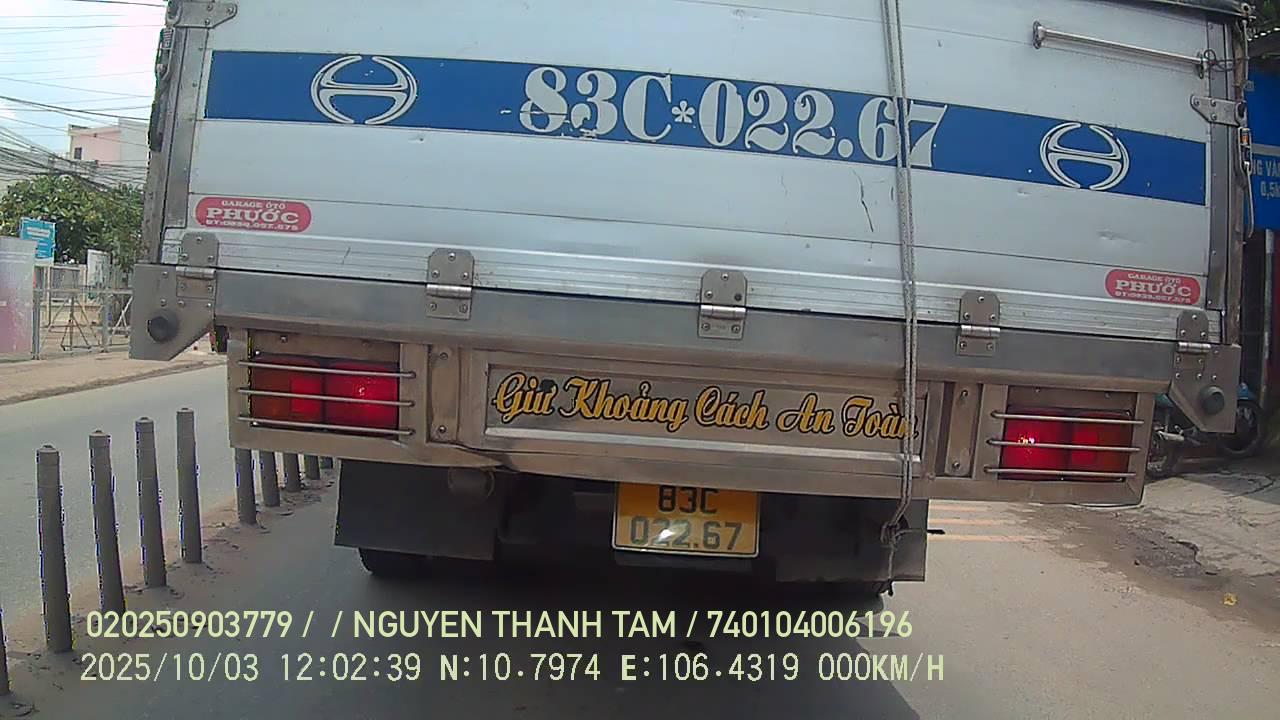 83C*022.67
GARAGE ÔTÔ
PHƯỚC
GARAGE ÔTÔ
PHƯỚC
Giữ Khoảng Cách An Toàn
83C
022.67
020250903779 / / NGUYEN THANH TAM / 740104006196
2025/10/03 12:02:39 N:10.7974 E:106.4319 000KM/H